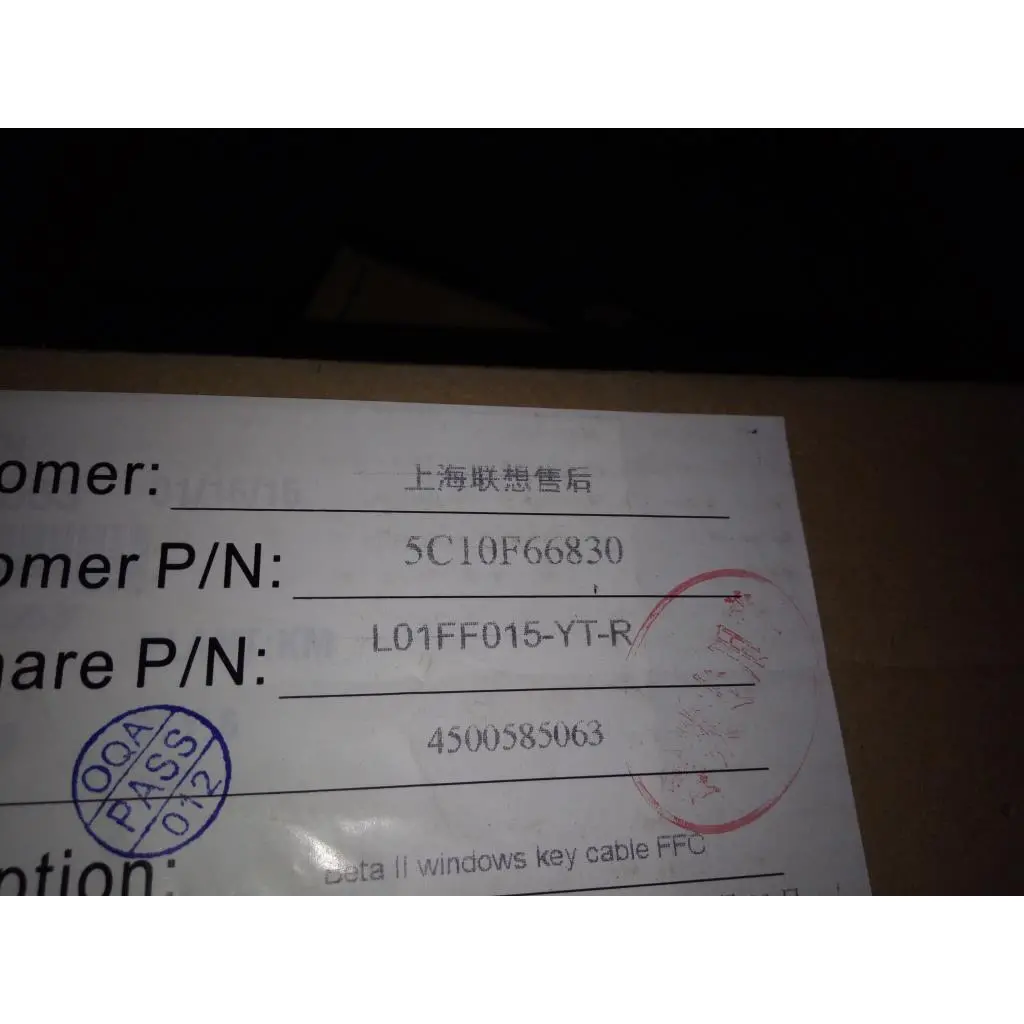 omer: 上海联想售后
omer P/N: 5C10F66830
hare P/N: L01FF015-YT-R
4500585063
OQA
PASS
012
ption: Beta II windows key cable FFC